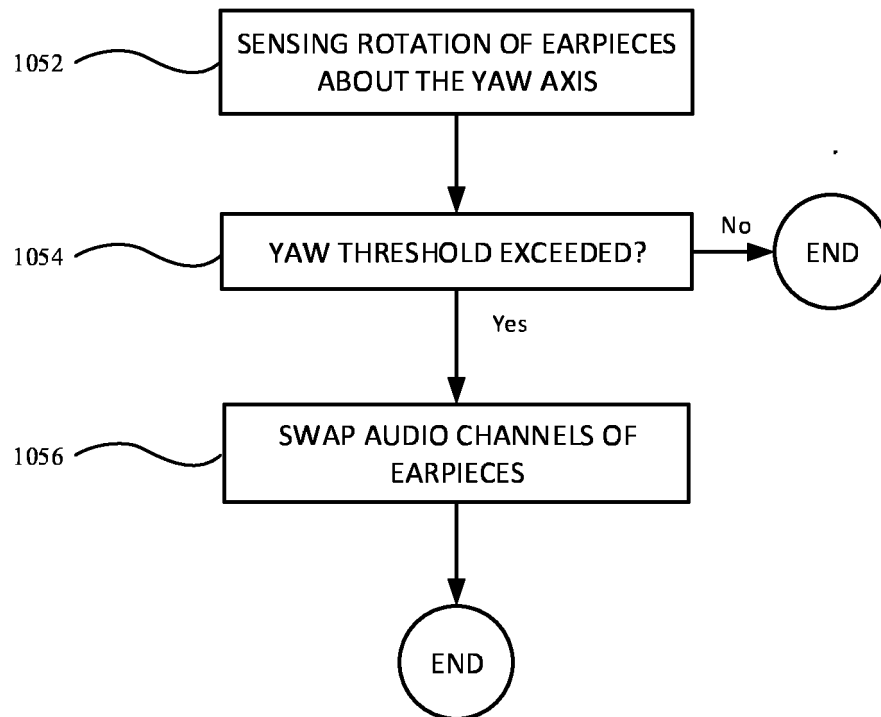 1052
SENSING ROTATION OF EARPIECES
ABOUT THE YAW AXIS
1054
YAW THRESHOLD EXCEEDED?
No
END
Yes
1056
SWAP AUDIO CHANNELS OF
EARPIECES
END